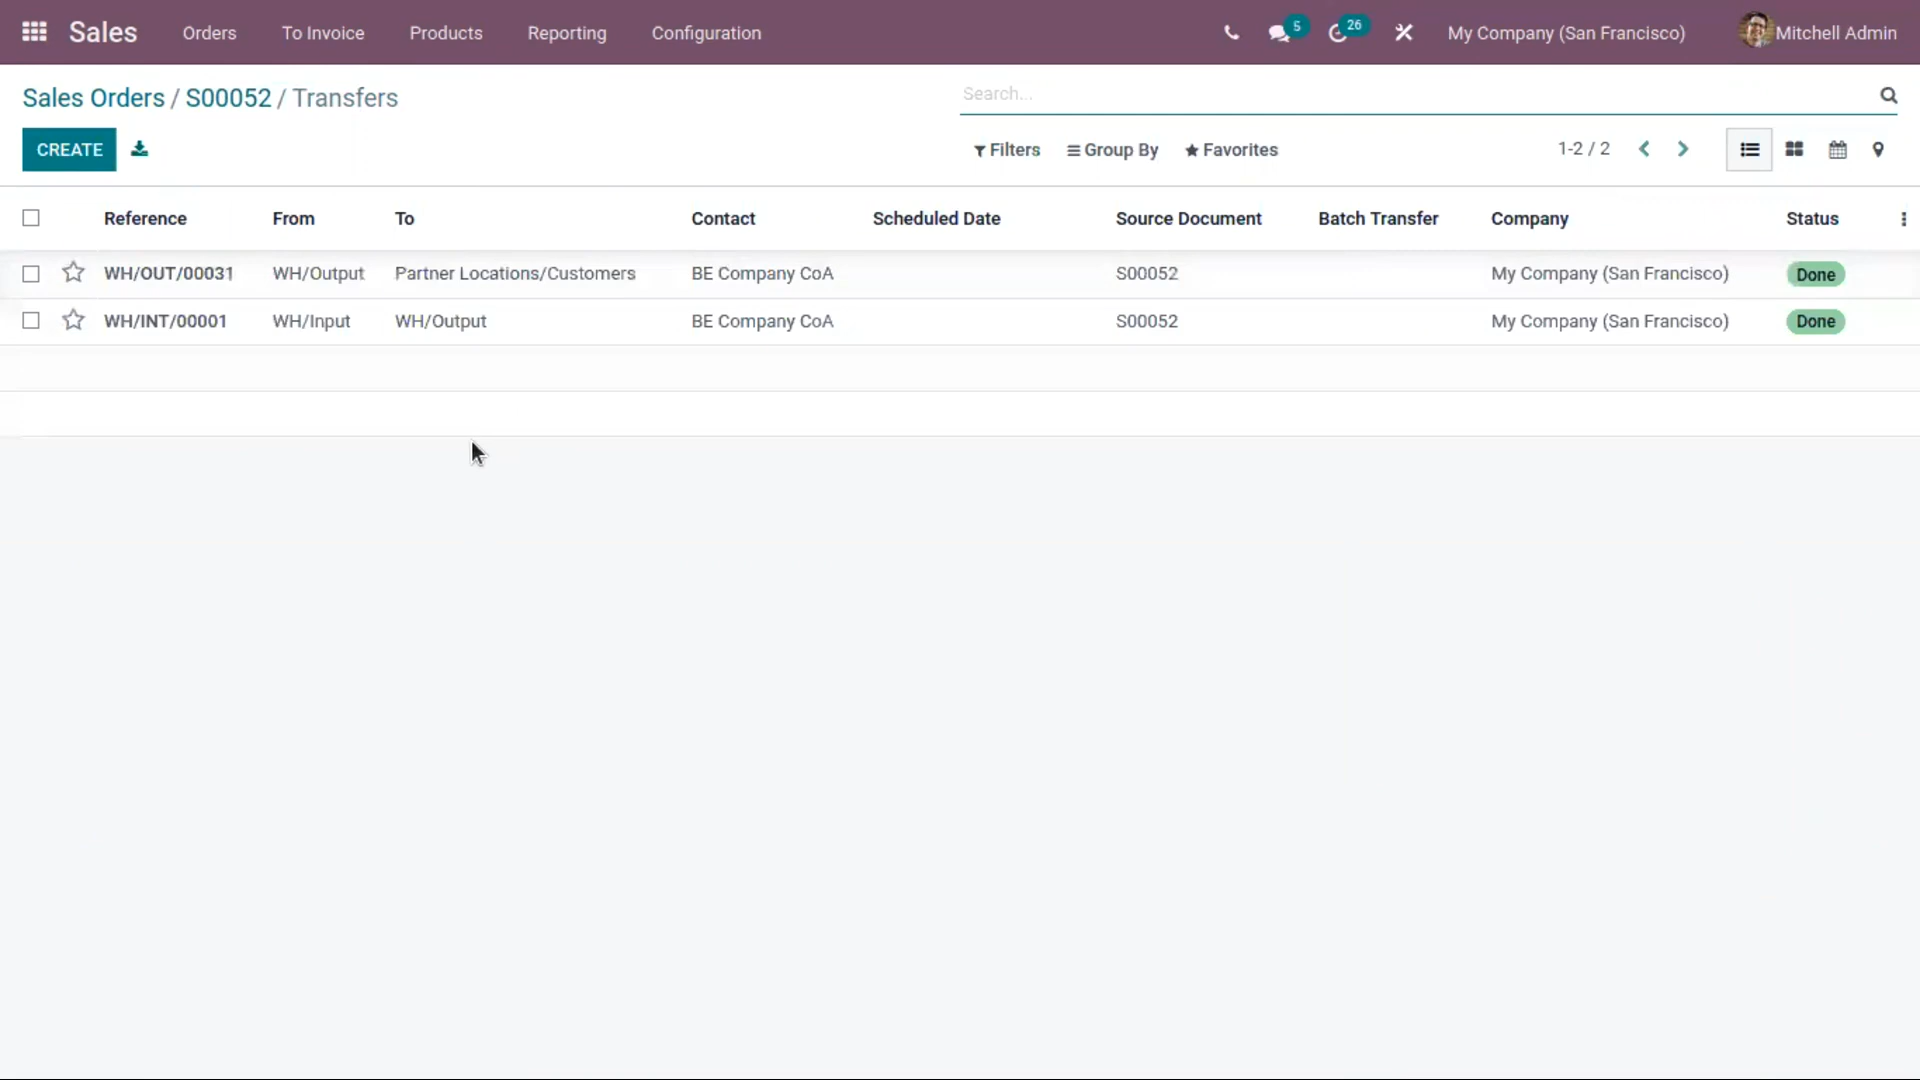 Sales Orders To Invoice Products Reporting Configuration 5 26 My Company (San Francisco) Mitchell Admin
Sales Orders / S00052 / Transfers Search...
CREATE Filters Group By Favorites 1-2 / 2
Reference From To Contact Scheduled Date Source Document Batch Transfer Company Status
WH/OUT/00031 WH/Output Partner Locations/Customers BE Company CoA S00052 My Company (San Francisco) Done
WH/INT/00001 WH/Input WH/Output BE Company CoA S00052 My Company (San Francisco) Done